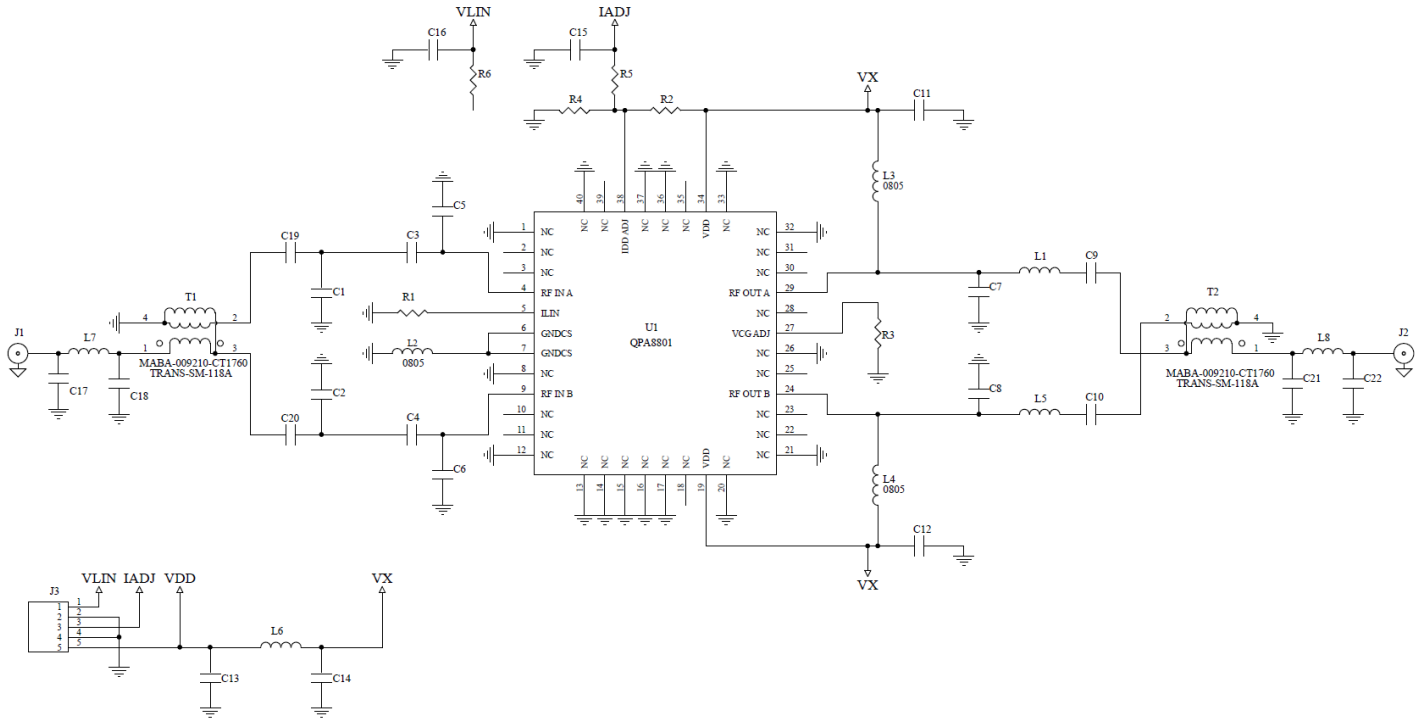 VLIN IADJ
C16 C15
R6 R5
VX
R4 R2 C11
L3
0805
40 39 38 37 36 35 34 33
C5
NC NC IDD ADJ NC NC NC VDD NC
1 NC NC 32
C19 C3 2 NC NC 31
L1 C9
3 NC NC 30
C1 4 RF IN A RF OUT A 29 C7
T1 R1 5 ILIN NC 28 T2
4 2 6 GNDCS U1 VCG ADJ 27 R3 2 4
J1 L7 L2 QPA8801 L8 J2
1 3 0805 7 GNDCS NC 26 3 1
MABA-009210-CT1760
TRANS-SM-118A
MABA-009210-CT1760
TRANS-SM-118A
8 NC NC 25
C17 C18 C2 9 RF IN B RF OUT B 24 C8 C21 C22
C20 C4 10 NC NC 23 L5 C10
11 NC NC 22
12 NC NC 21
C6 NC NC NC NC NC NC VDD NC
L4
0805
13 14 15 16 17 18 19 20
C12
VX
J3 VLIN IADJ VDD VX
1 1
2 2
3 3
4 4
5 5
L6
C13 C14